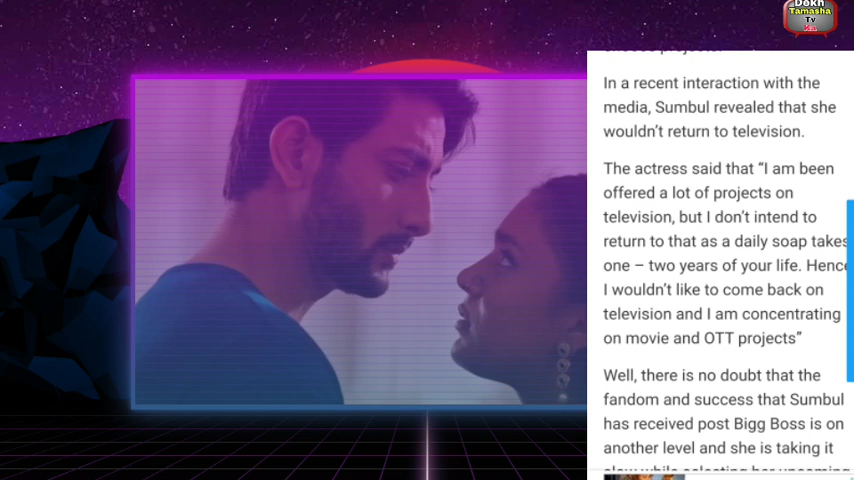 Dekh
Tamasha
Tv
In a recent interaction with the
media, Sumbul revealed that she
wouldn't return to television.
The actress said that “I am been
offered a lot of projects on
television, but I don't intend to
return to that as a daily soap takes
one – two years of your life. Hence
I wouldn't like to come back on
television and I am concentrating
on movie and OTT projects”
Well, there is no doubt that the
fandom and success that Sumbul
has received post Bigg Boss is on
another level and she is taking it